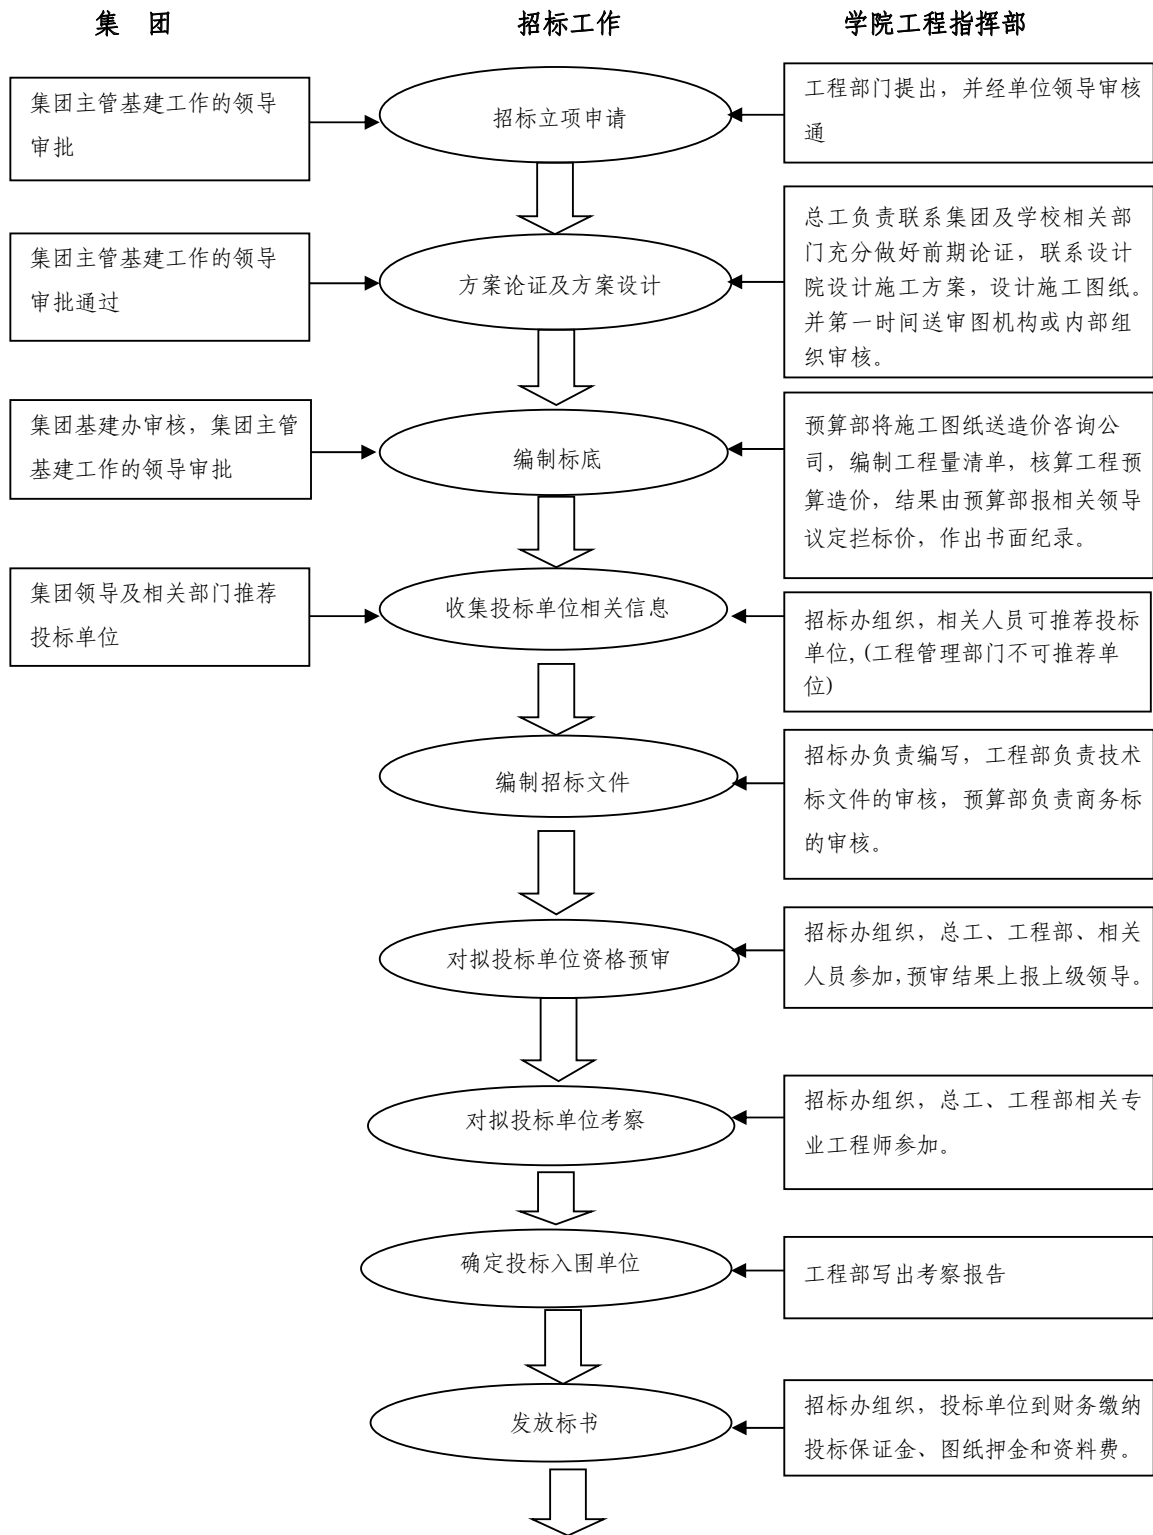 集 团
招标工作
学院工程指挥部
集团主管基建工作的领导
审批
招标立项申请
工程部门提出，并经单位领导审核
通
集团主管基建工作的领导
审批通过
方案论证及方案设计
总工负责联系集团及学校相关部
门充分做好前期论证，联系设计
院设计施工方案，设计施工图纸。
并第一时间送审图机构或内部组
织审核。
集团基建办审核，集团主管
基建工作的领导审批
编制标底
预算部将施工图纸送造价咨询公
司，编制工程量清单，核算工程预
算造价，结果由预算部报相关领导
议定拦标价，作出书面纪录。
集团领导及相关部门推荐
投标单位
收集投标单位相关信息
招标办组织，相关人员可推荐投标
单位，(工程管理部门不可推荐单
位)
编制招标文件
招标办负责编写，工程部负责技术
标文件的审核，预算部负责商务标
的审核。
对拟投标单位资格预审
招标办组织，总工、工程部、相关
人员参加，预审结果上报上级领导。
对拟投标单位考察
招标办组织，总工、工程部相关专
业工程师参加。
确定投标入围单位
工程部写出考察报告
发放标书
招标办组织，投标单位到财务缴纳
投标保证金、图纸押金和资料费。